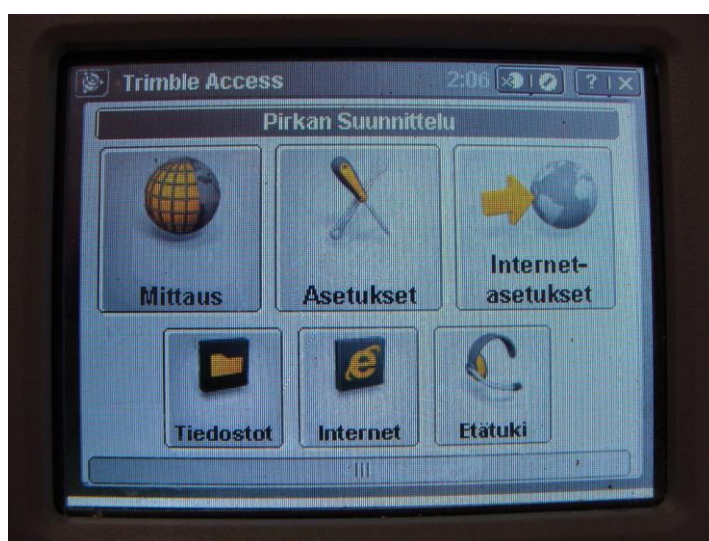 Trimble Access 2:06 ? X
Pirkan Suunnittelu
Mittaus
Asetukset
Internet-
asetukset
Tiedostot
Internet
Etätuki